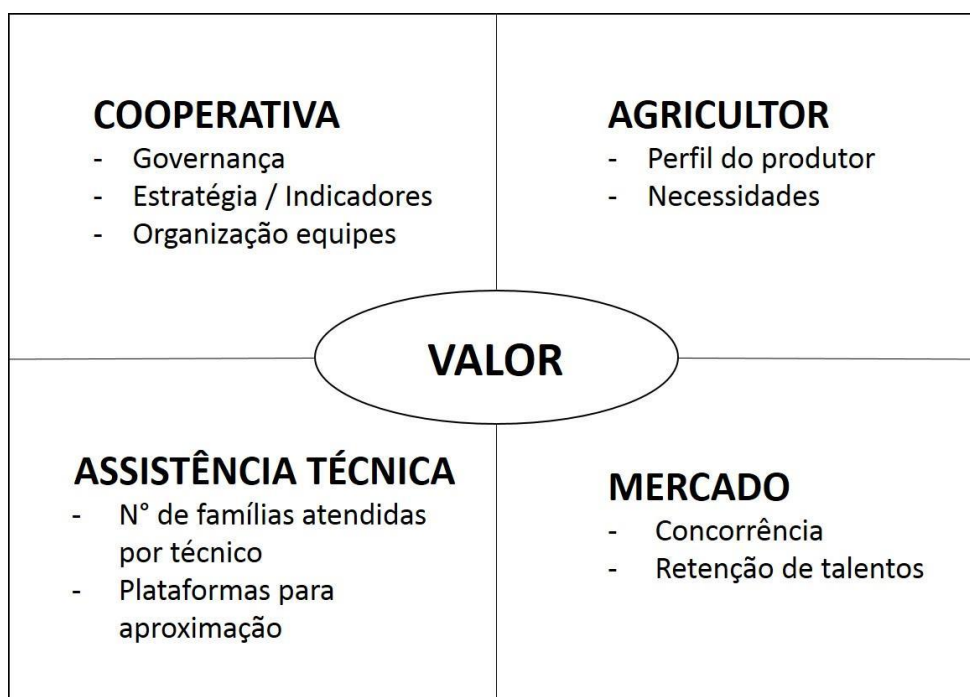 COOPERATIVA
- Governança
- Estratégia / Indicadores
- Organização equipes
AGRICULTOR
- Perfil do produtor
- Necessidades
VALOR
ASSISTÊNCIA TÉCNICA
- N° de famílias atendidas
por técnico
- Plataformas para
aproximação
MERCADO
- Concorrência
- Retenção de talentos